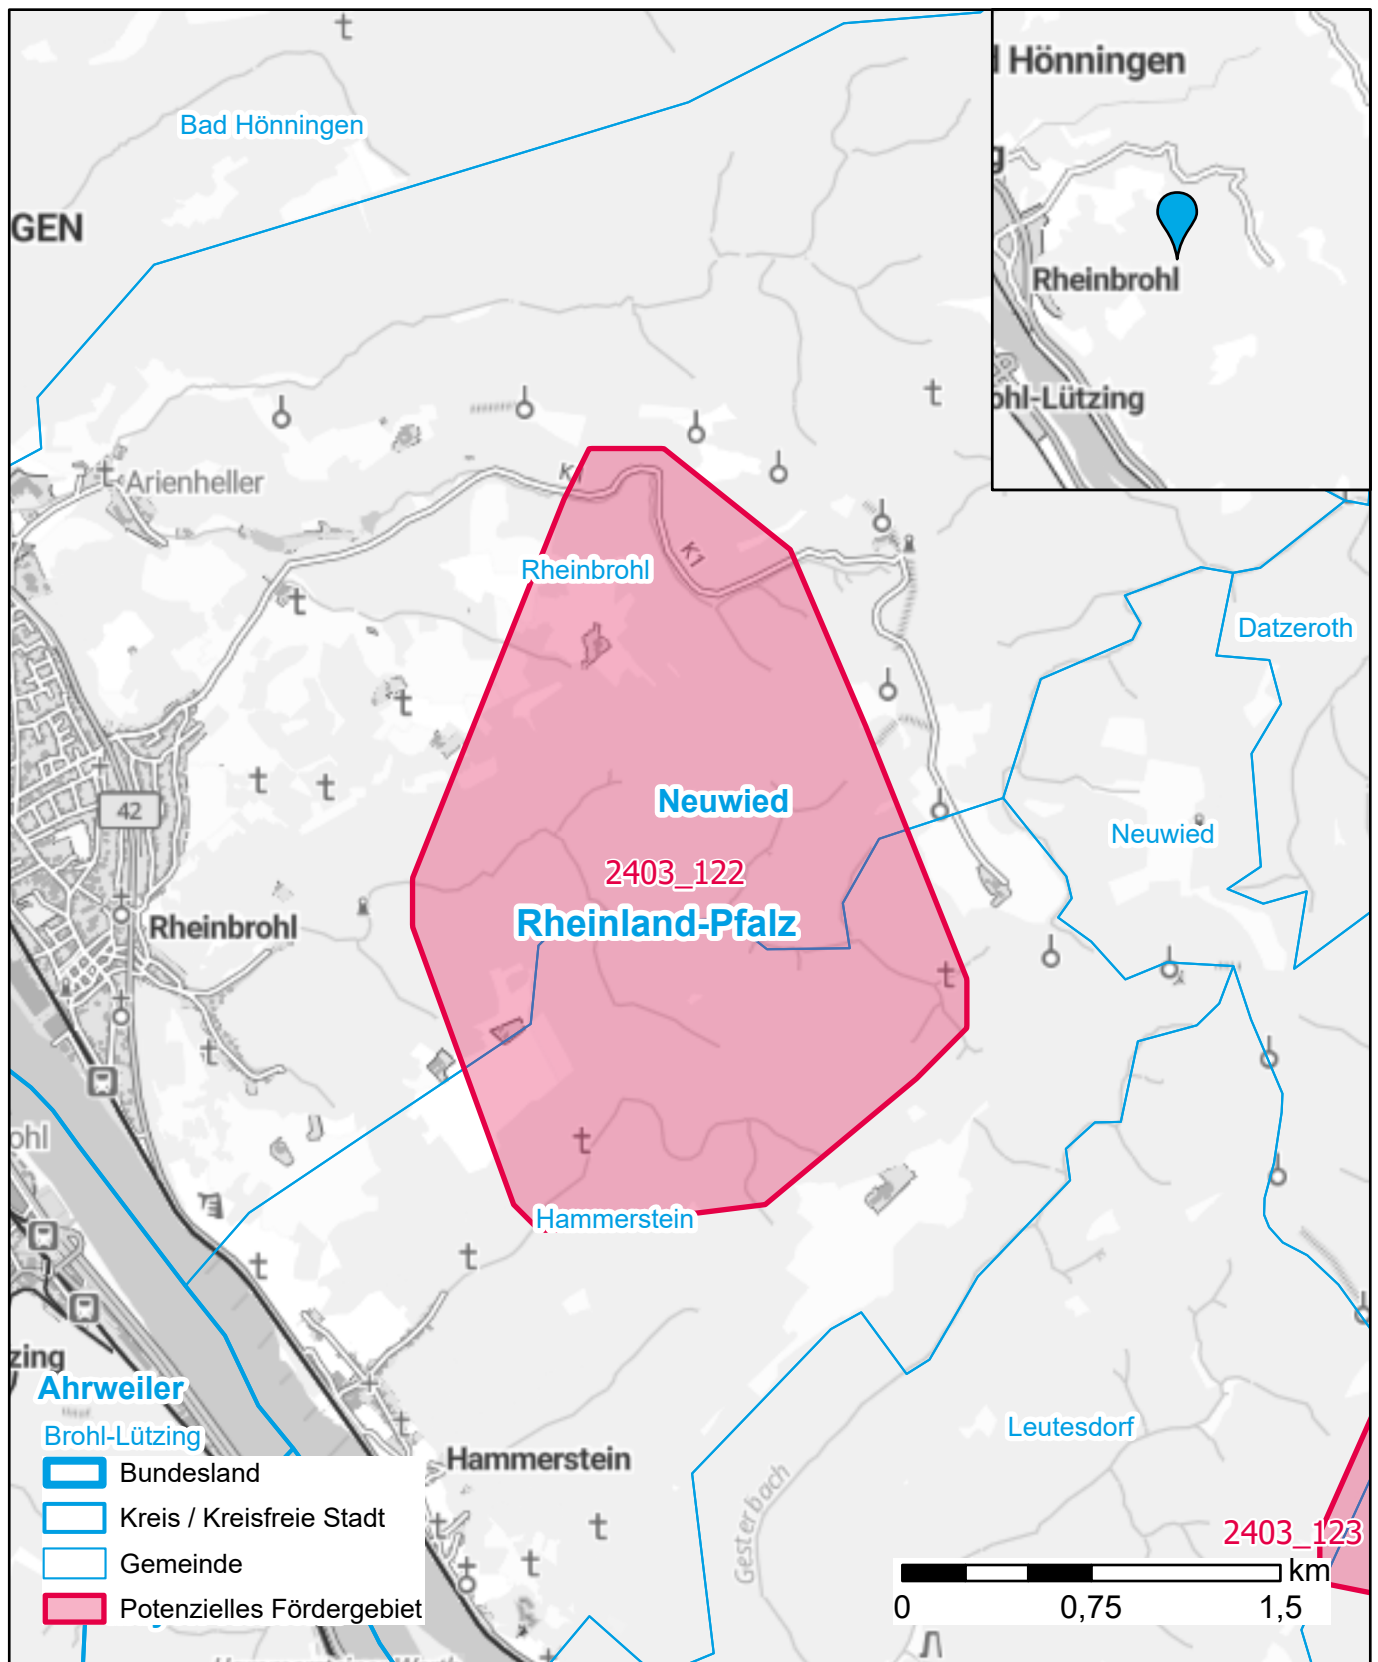 Bad Hönningen
GEN
d Hönningen
g
Rheinbrohl
ohl-Lützing
Arienheller
K1
Rheinbrohl
K1
Datzeroth
Neuwied
42
Neuwied
2403_122
Rheinland-Pfalz
Rheinbrohl
ohl
Hammerstein
zing
Ahrweiler
Brohl-Lützing
Leutesdorf
Hammerstein
Gesterbach
Bundesland
Kreis / Kreisfreie Stadt
Gemeinde
Potenzielles Fördergebiet
2403_123
km
0 0,75 1,5